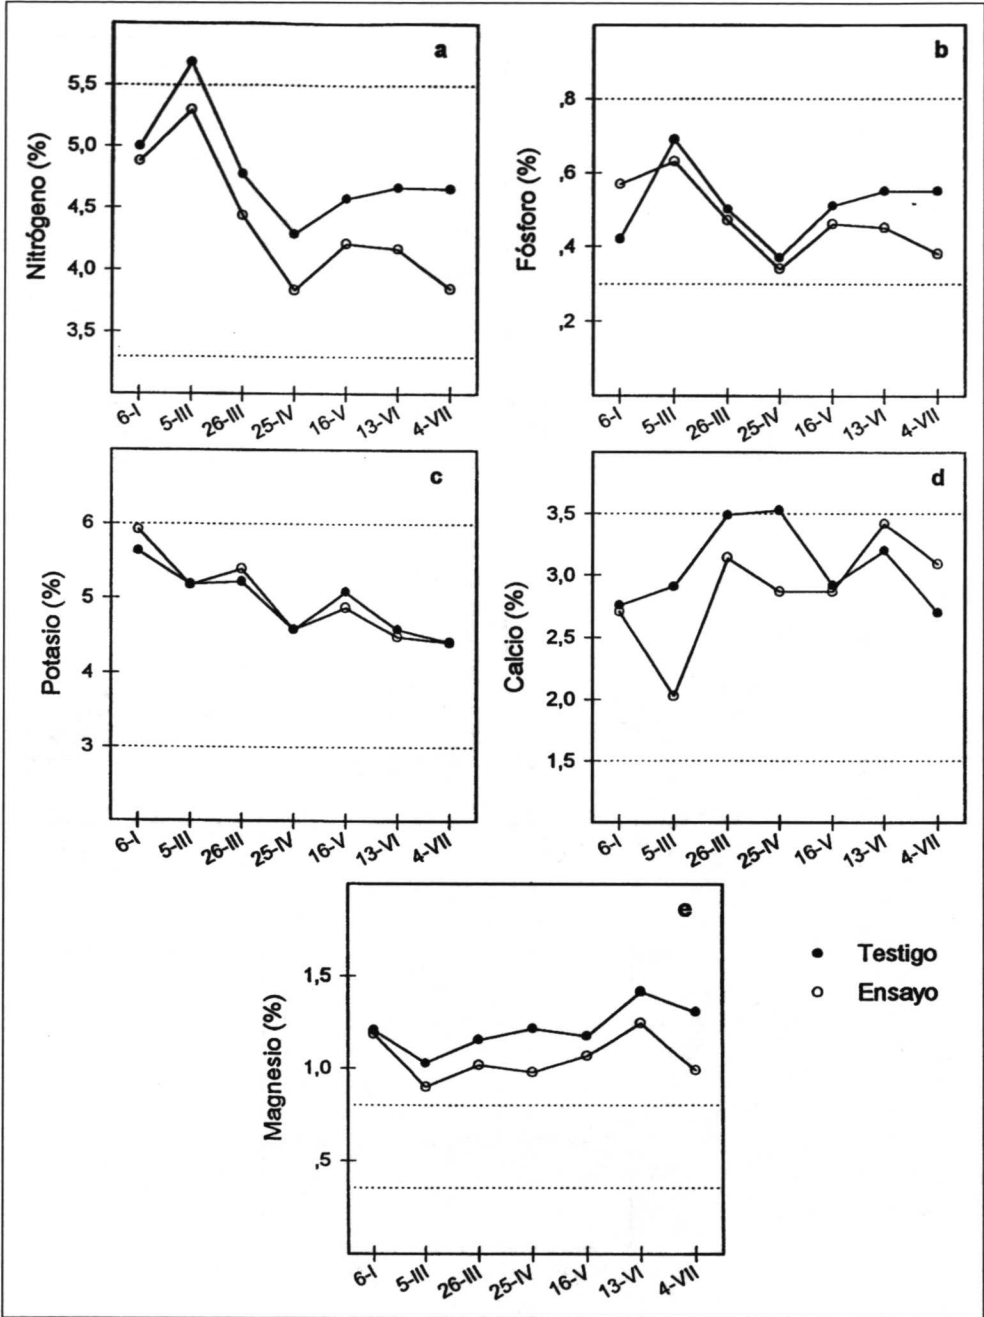 a
Nitrógeno (%)
5,5
5,0
4,5
4,0
3,5
6-I
5-III
26-III
25-IV
16-V
13-VI
4-VII
b
Fósforo (%)
,8
,6
,4
,2
6-I
5-III
26-III
25-IV
16-V
13-VI
4-VII
c
Potasio (%)
6
5
4
3
6-I
5-III
26-III
25-IV
16-V
13-VI
4-VII
d
Calcio (%)
3,5
3,0
2,5
2,0
1,5
6-I
5-III
26-III
25-IV
16-V
13-VI
4-VII
e
Magnesio (%)
1,5
1,0
,5
6-I
5-III
26-III
25-IV
16-V
13-VI
4-VII
Testigo
Ensayo